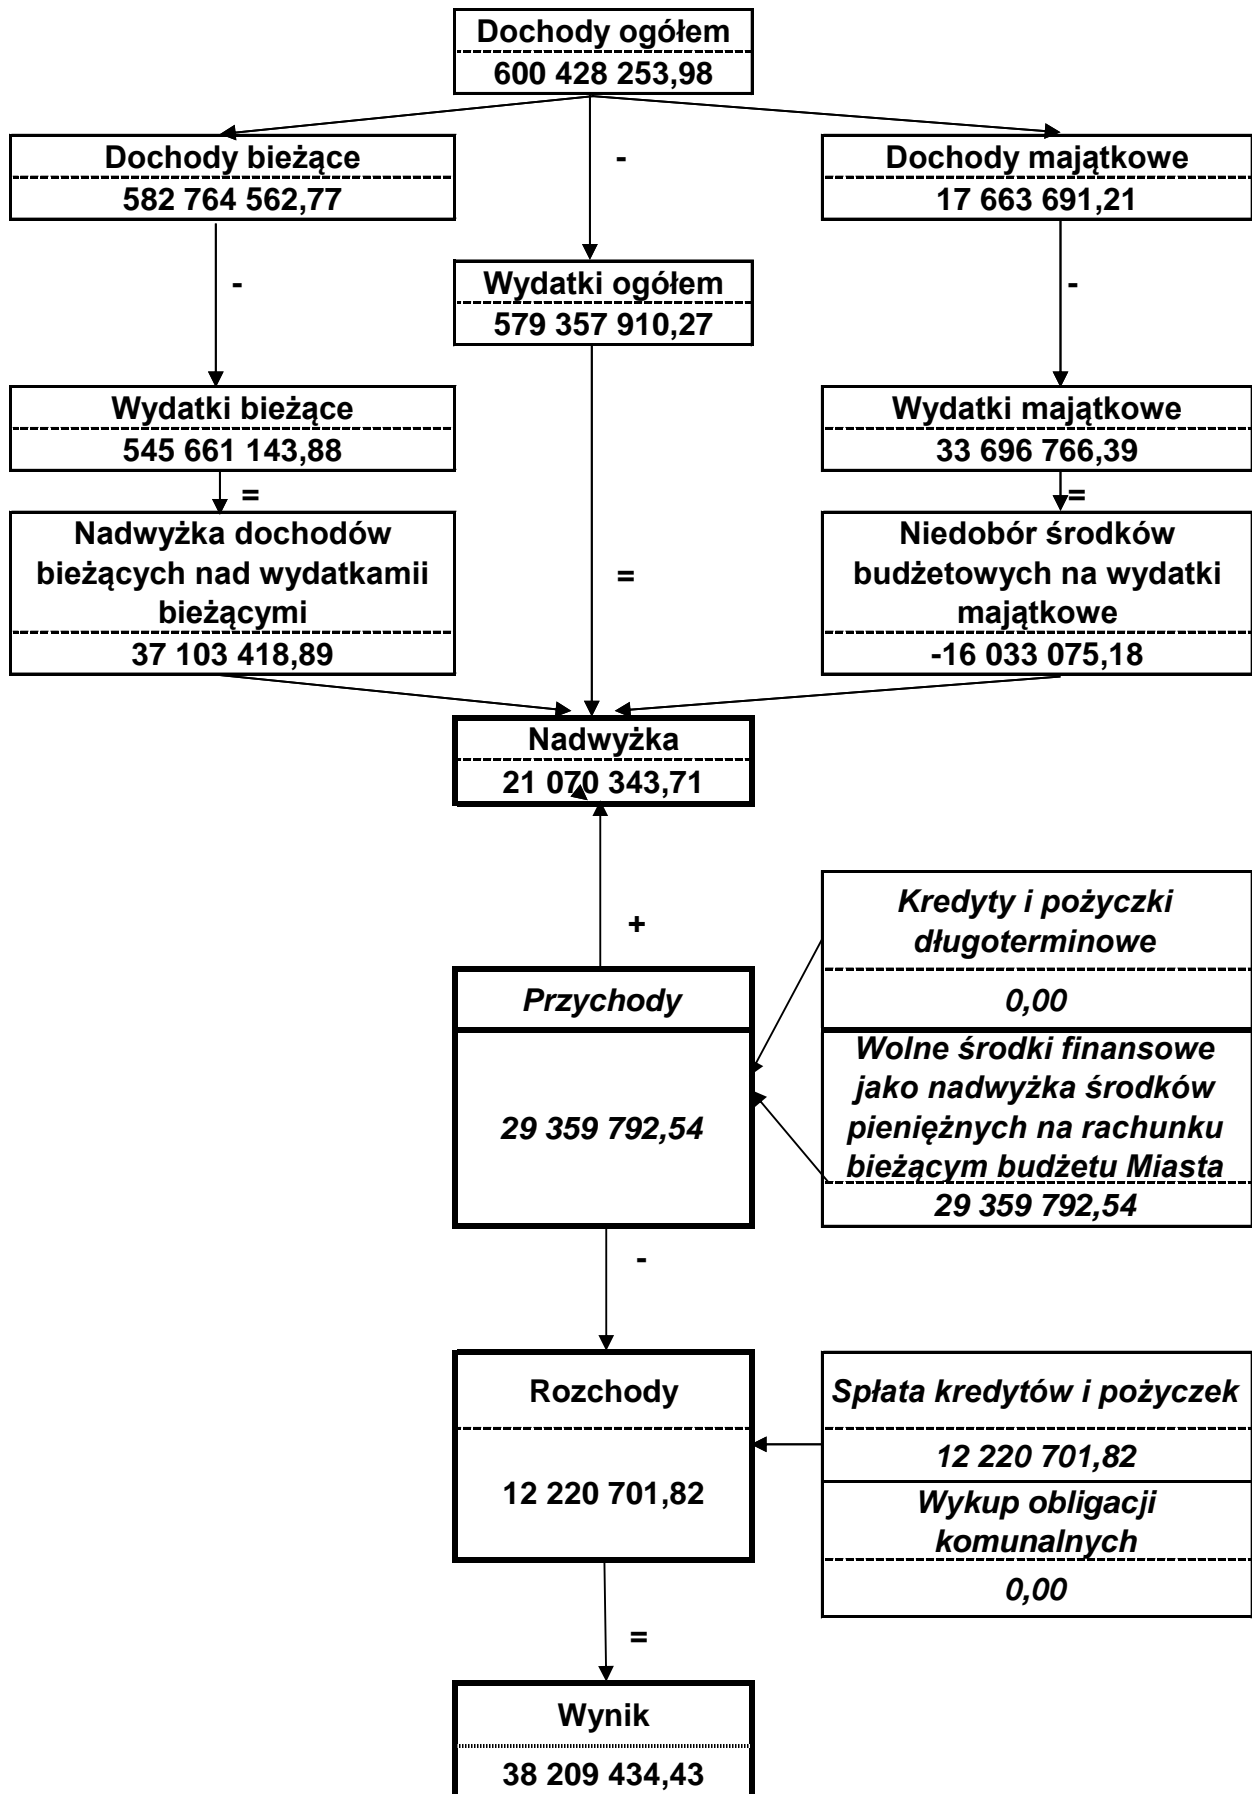 Dochody ogółem
600 428 253,98
Dochody bieżące
582 764 562,77
-
Dochody majątkowe
17 663 691,21
-
Wydatki ogółem
579 357 910,27
-
Wydatki bieżące
545 661 143,88
Wydatki majątkowe
33 696 766,39
=
=
Nadwyżka dochodów
bieżących nad wydatkamii
bieżącymi
37 103 418,89
=
Niedobór środków
budżetowych na wydatki
majątkowe
-16 033 075,18
Nadwyżka
21 070 343,71
+
Kredyty i pożyczki
długoterminowe
0,00
Przychody
29 359 792,54
Wolne środki finansowe
jako nadwyżka środków
pieniężnych na rachunku
bieżącym budżetu Miasta
29 359 792,54
-
Rozchody
12 220 701,82
Spłata kredytów i pożyczek
12 220 701,82
Wykup obligacji
komunalnych
0,00
=
Wynik
38 209 434,43